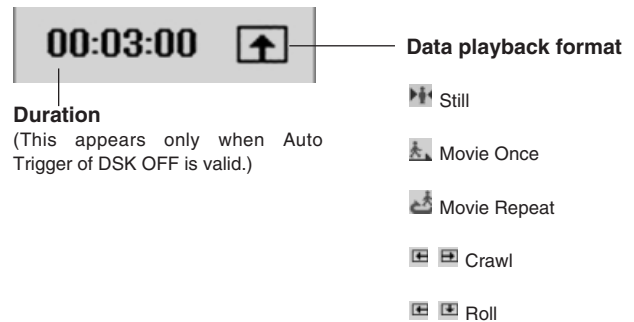 00:03:00
Data playback format
Duration
(This appears only when Auto
Trigger of DSK OFF is valid.)
Still
Movie Once
Movie Repeat
Crawl
Roll